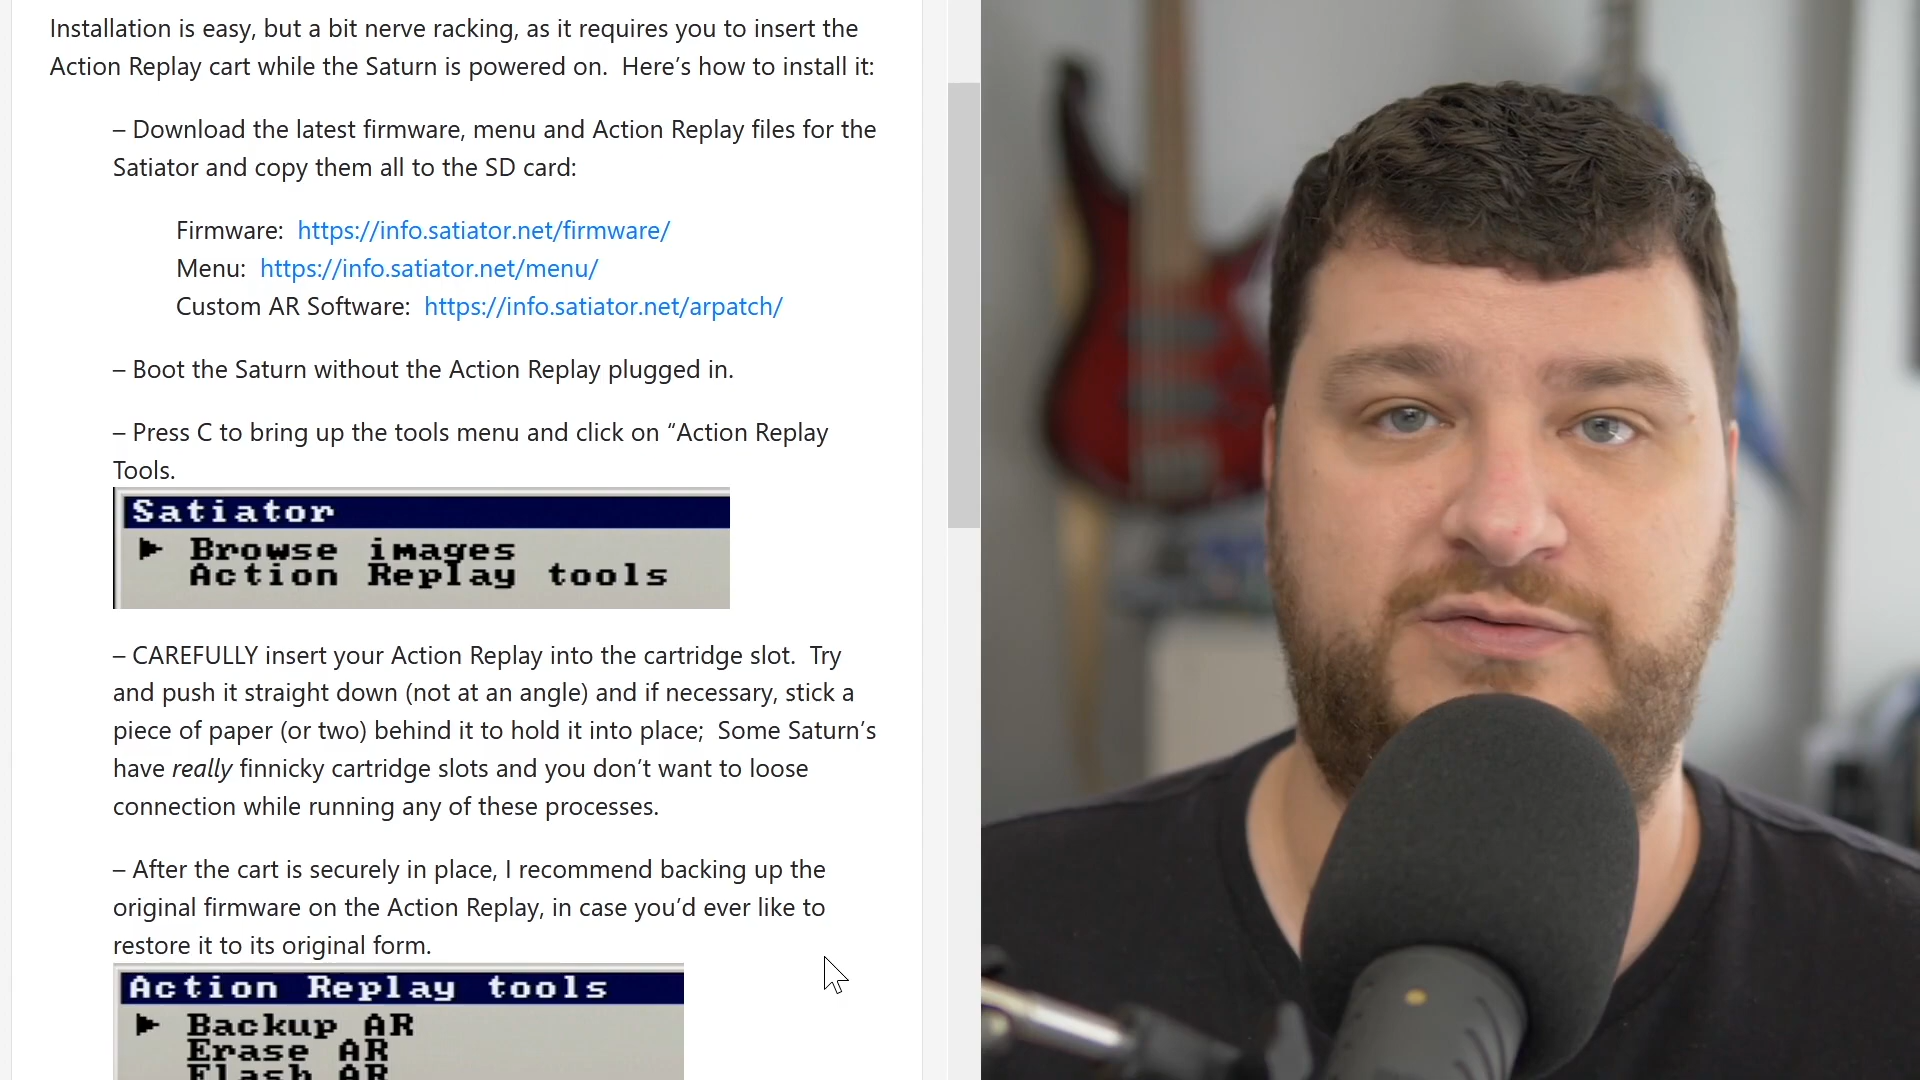 Installation is easy, but a bit nerve racking, as it requires you to insert the
Action Replay cart while the Saturn is powered on.  Here’s how to install it:
– Download the latest firmware, menu and Action Replay files for the
Satiator and copy them all to the SD card:
Firmware:  https://info.satiator.net/firmware/
Menu:  https://info.satiator.net/menu/
Custom AR Software:  https://info.satiator.net/arpatch/
– Boot the Saturn without the Action Replay plugged in.
– Press C to bring up the tools menu and click on “Action Replay
Tools.
Satiator
Browse images
Action Replay tools
– CAREFULLY insert your Action Replay into the cartridge slot.  Try
and push it straight down (not at an angle) and if necessary, stick a
piece of paper (or two) behind it to hold it into place;  Some Saturn’s
have really finnicky cartridge slots and you don’t want to loose
connection while running any of these processes.
– After the cart is securely in place, I recommend backing up the
original firmware on the Action Replay, in case you’d ever like to
restore it to its original form.
Action Replay tools
Backup AR
Erase AR
Flash AR